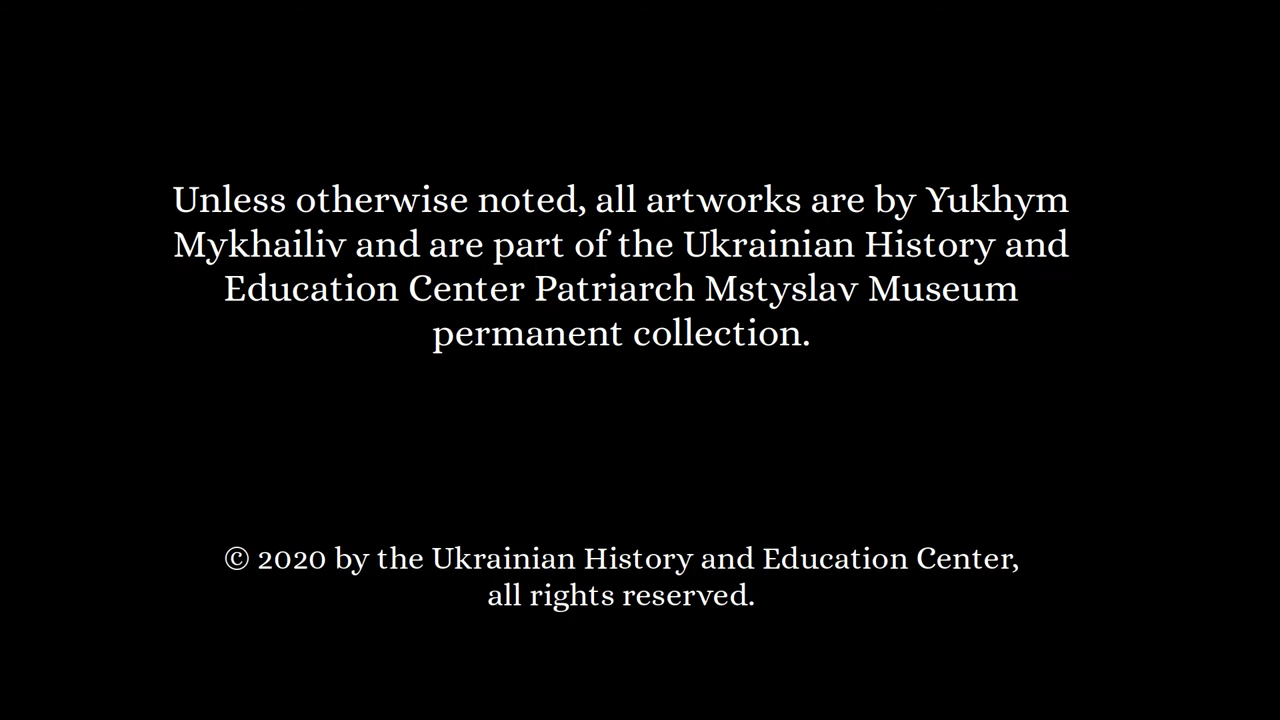 Unless otherwise noted, all artworks are by Yukhym
Mykhailiv and are part of the Ukrainian History and
Education Center Patriarch Mstyslav Museum
permanent collection.
© 2020 by the Ukrainian History and Education Center,
all rights reserved.